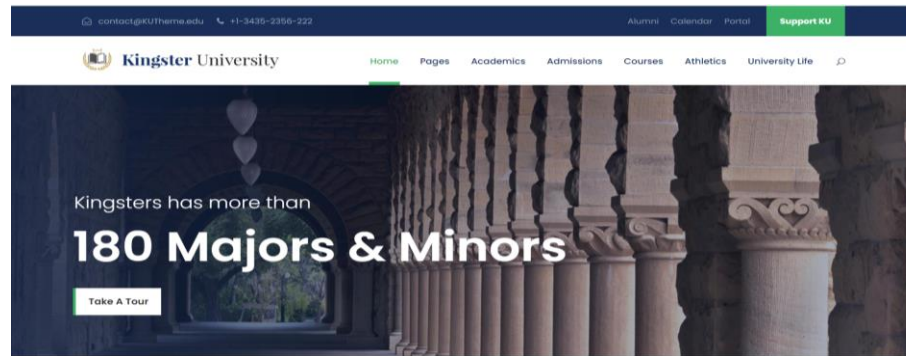 contact@KUTheme.edu +1-3435-2356-222 Alumni Calendar Portal Support KU
Kingster University Home Pages Academics Admissions Courses Athletics University Life
Kingsters has more than
180 Majors & Minors
Take A Tour